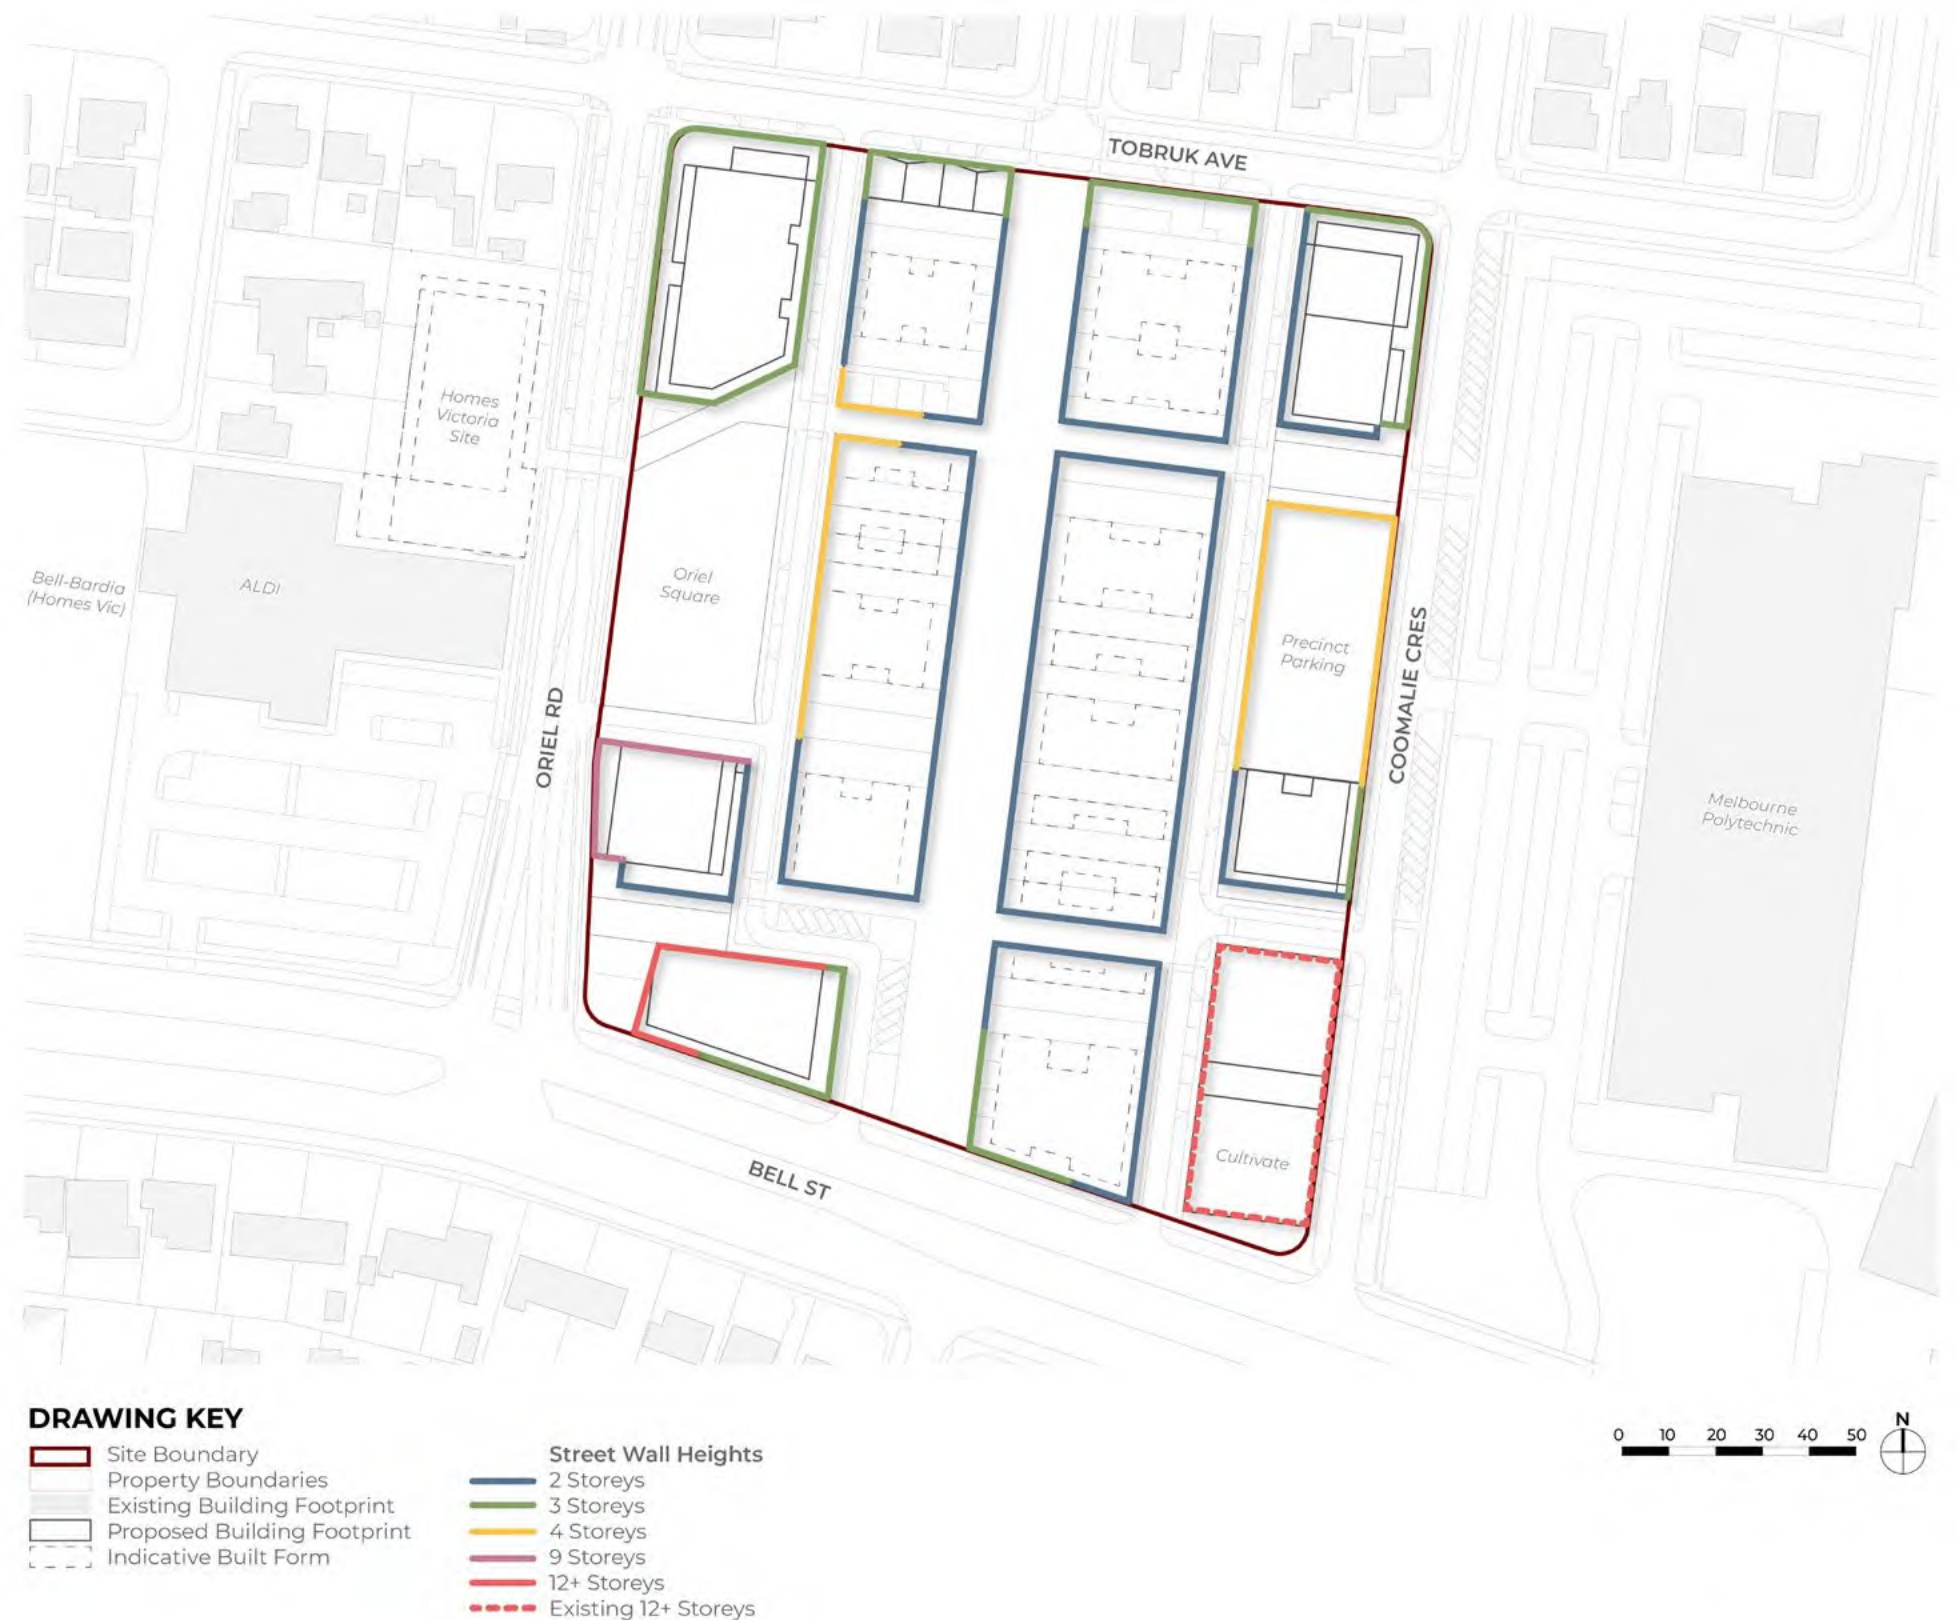 TOBRUK AVE
Homes
Victoria
Site
Bell-Bardia
(Homes Vic)
ALDI
Oriel
Square
Precinct
Parking
COOMALIE CRES
ORIEL RD
Melbourne
Polytechnic
BELL ST
Cultivate
DRAWING KEY
Site Boundary
Property Boundaries
Existing Building Footprint
Proposed Building Footprint
Indicative Built Form
Street Wall Heights
2 Storeys
3 Storeys
4 Storeys
9 Storeys
12+ Storeys
Existing 12+ Storeys
0 10 20 30 40 50
N